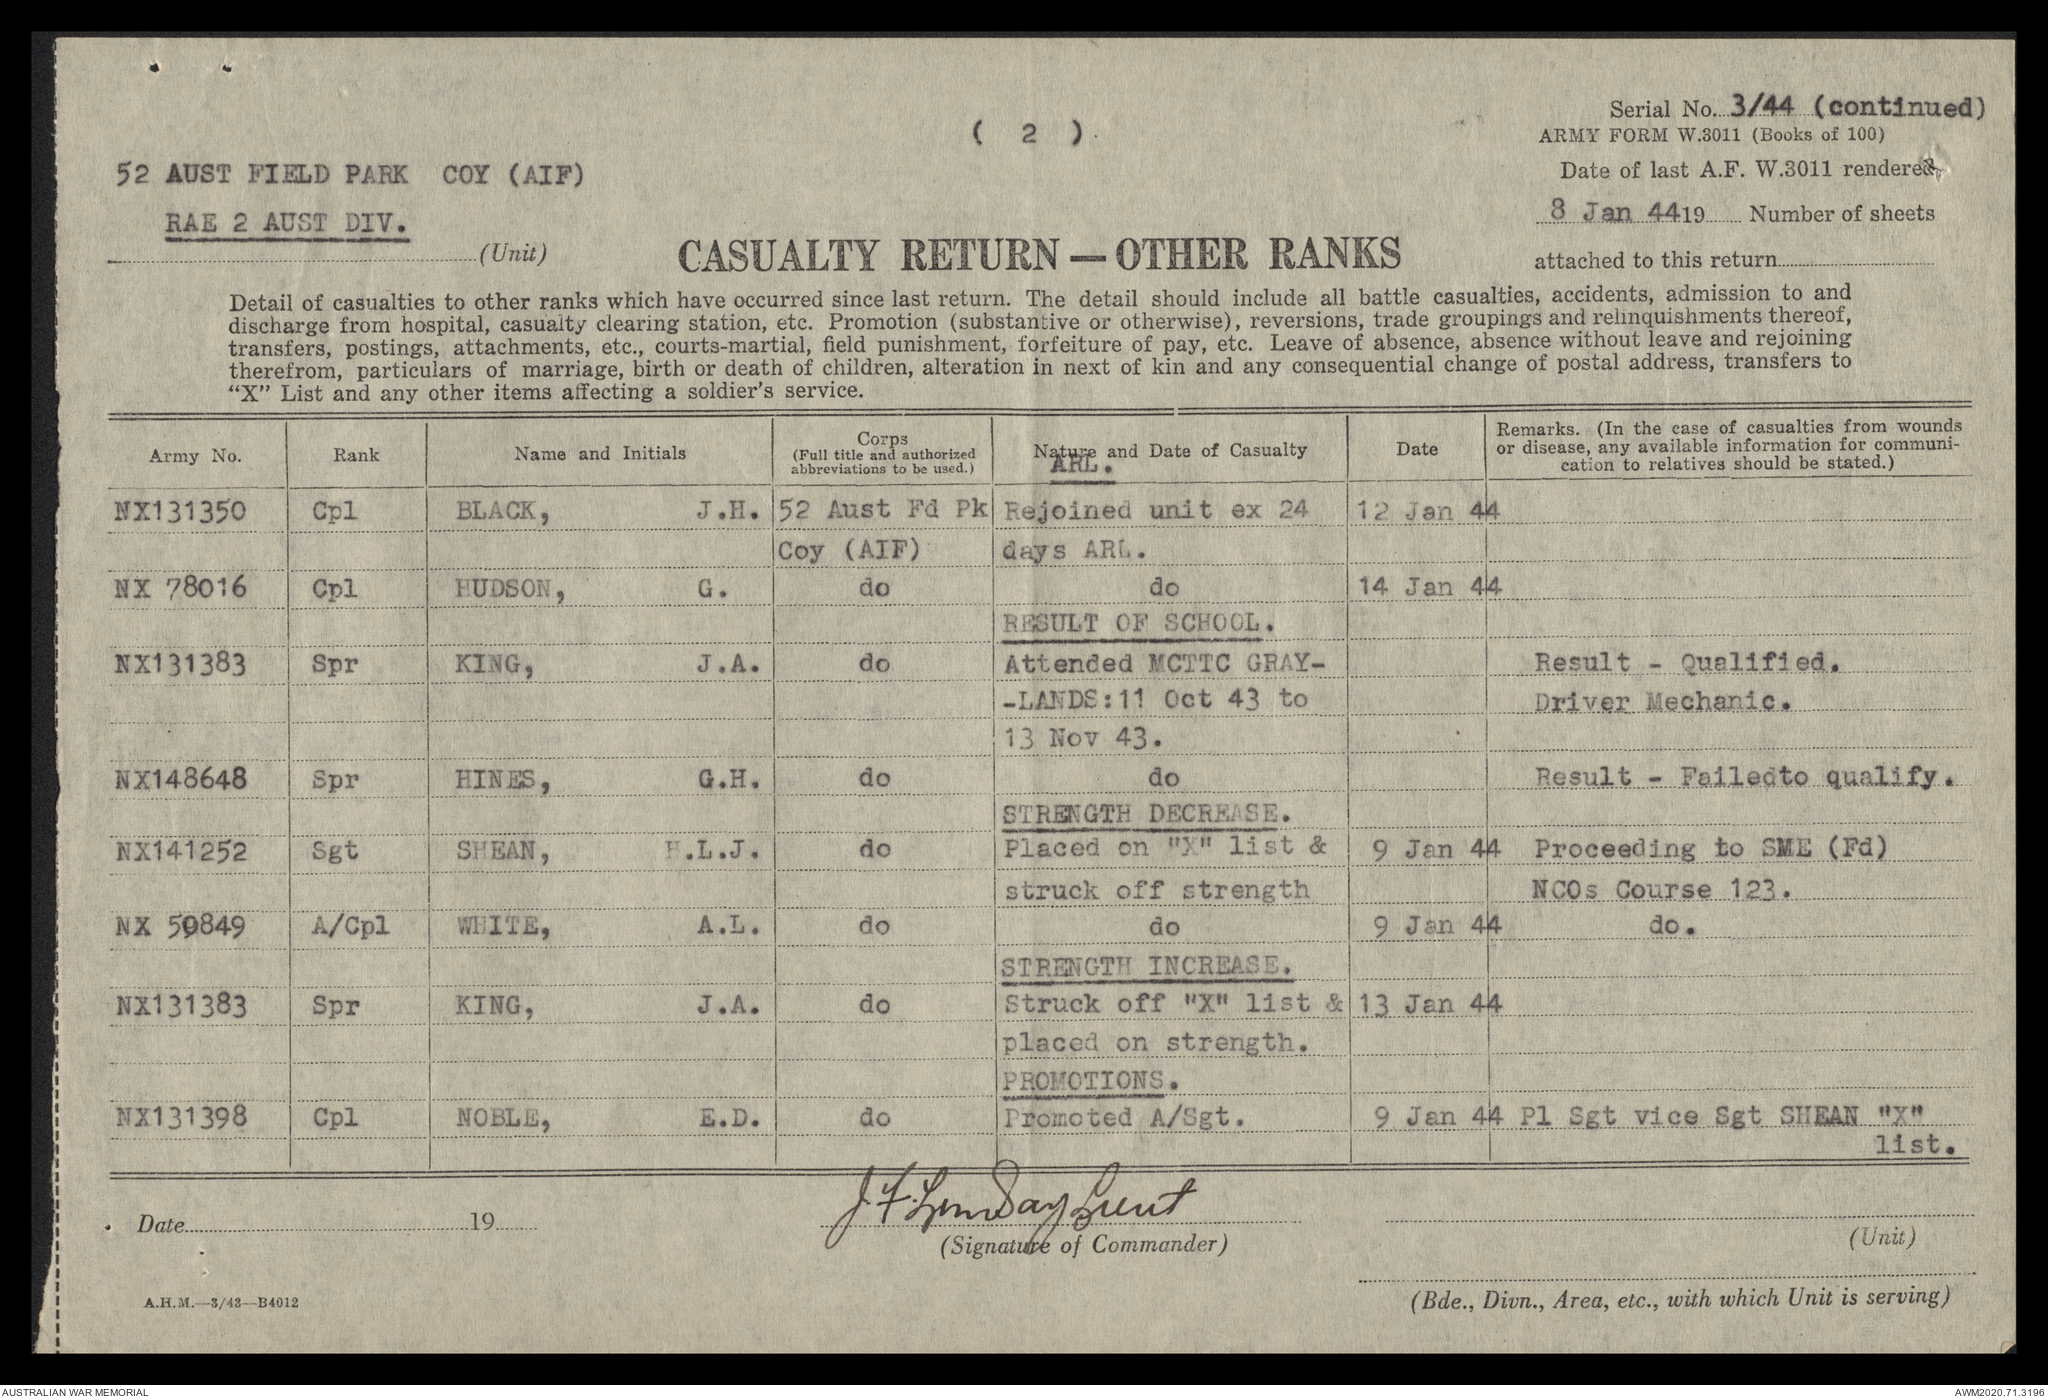 Serial No. 3/44 (continued)
( 2 )
ARMY FORM W.3011 (Books of 100)
52 AUST FIELD PARK COY (AIF)
Date of last A.F. W.3011 rendered
RAE 2 AUST DIV.
8 Jan 44 19 Number of sheets
(Unit)
CASUALTY RETURN — OTHER RANKS
attached to this return
Detail of casualties to other ranks which have occurred since last return. The detail should include all battle casualties, accidents, admission to and
discharge from hospital, casualty clearing station, etc. Promotion (substantive or otherwise), reversions, trade groupings and relinquishments thereof,
transfers, postings, attachments, etc., courts-martial, field punishment, forfeiture of pay, etc. Leave of absence, absence without leave and rejoining
therefrom, particulars of marriage, birth or death of children, alteration in next of kin and any consequential change of postal address, transfers to
"X" List and any other items affecting a soldier's service.
Army No. Rank Name and Initials Corps (Full title and authorized abbreviations to be used.) Nature and Date of Casualty Date Remarks. (In the case of casualties from wounds or disease, any available information for communi-cation to relatives should be stated.)
ARL.
NX131350 Cpl BLACK, J.H. 52 Aust Fd Pk Rejoined unit ex 24 12 Jan 44
Coy (AIF) days ARL.
NX 78016 Cpl HUDSON, G. do do 14 Jan 44
RESULT OF SCHOOL.
NX131383 Spr KING, J.A. do Attended MCTTC GRAY- Result - Qualified.
-LANDS:11 Oct 43 to Driver Mechanic.
13 Nov 43.
NX148648 Spr HINES, G.H. do do Result - Failedto qualify.
STRENGTH DECREASE.
NX141252 Sgt SHEAN, H.L.J. do Placed on "X" list & 9 Jan 44 Proceeding to SME (Fd)
struck off strength NCOs Course 123.
NX 59849 A/Cpl WHITE, A.L. do do 9 Jan 44 do.
STRENGTH INCREASE.
NX131383 Spr KING, J.A. do Struck off "X" list & 13 Jan 44
placed on strength.
PROMOTIONS.
NX131398 Cpl NOBLE, E.D. do Promoted A/Sgt. 9 Jan 44 Pl Sgt vice Sgt SHEAN "X"
list.
J F Lindsay Lieut
Date 19
(Signature of Commander)
(Unit)
A.H.M.—3/43—B4012
(Bde., Divn., Area, etc., with which Unit is serving)
AUSTRALIAN WAR MEMORIAL
AWM2020.71.3196